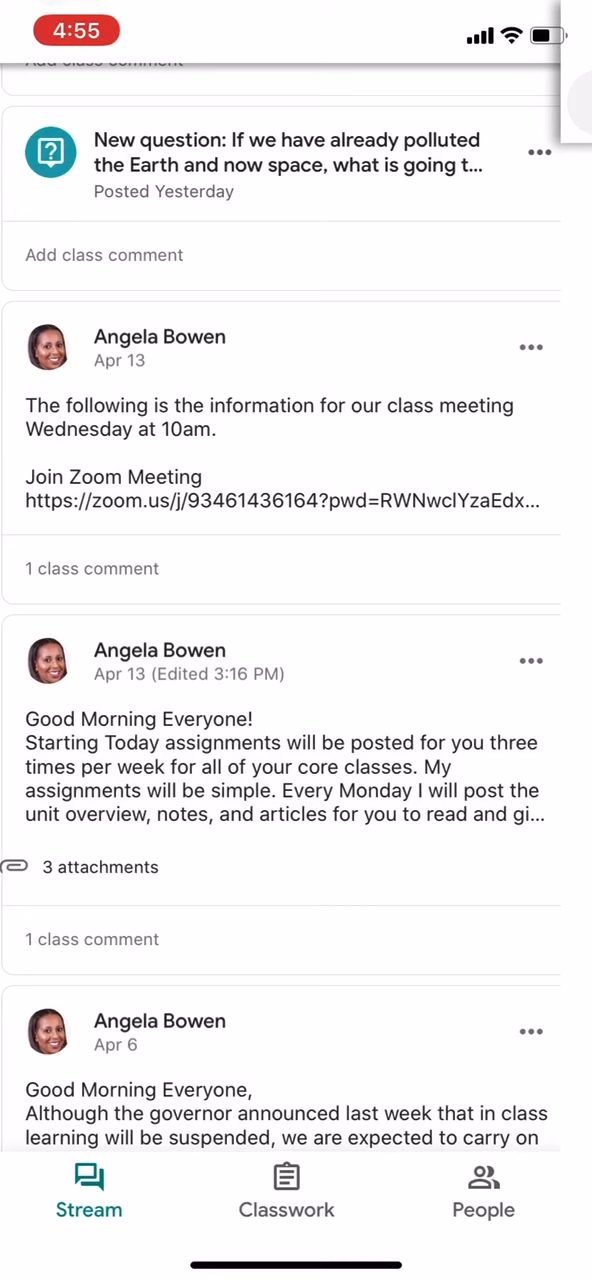 4:55
Add class comment
New question: If we have already polluted
the Earth and now space, what is going t...
Posted Yesterday
Add class comment
Angela Bowen
Apr 13
The following is the information for our class meeting
Wednesday at 10am.
Join Zoom Meeting
https://zoom.us/j/93461436164?pwd=RWNwclYzaEdx...
1 class comment
Angela Bowen
Apr 13 (Edited 3:16 PM)
Good Morning Everyone!
Starting Today assignments will be posted for you three
times per week for all of your core classes. My
assignments will be simple. Every Monday I will post the
unit overview, notes, and articles for you to read and gi...
3 attachments
1 class comment
Angela Bowen
Apr 6
Good Morning Everyone,
Although the governor announced last week that in class
learning will be suspended, we are expected to carry on
Stream
Classwork
People